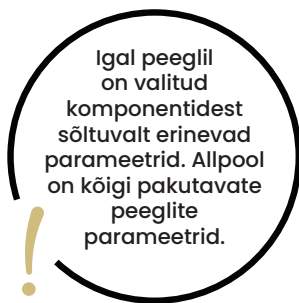 Igal peeglil
on valitud
komponentidest
sõltuvalt erinevad
parameetrid. Allpool
on kõigi pakutavate
peeglite
parameetrid.
!